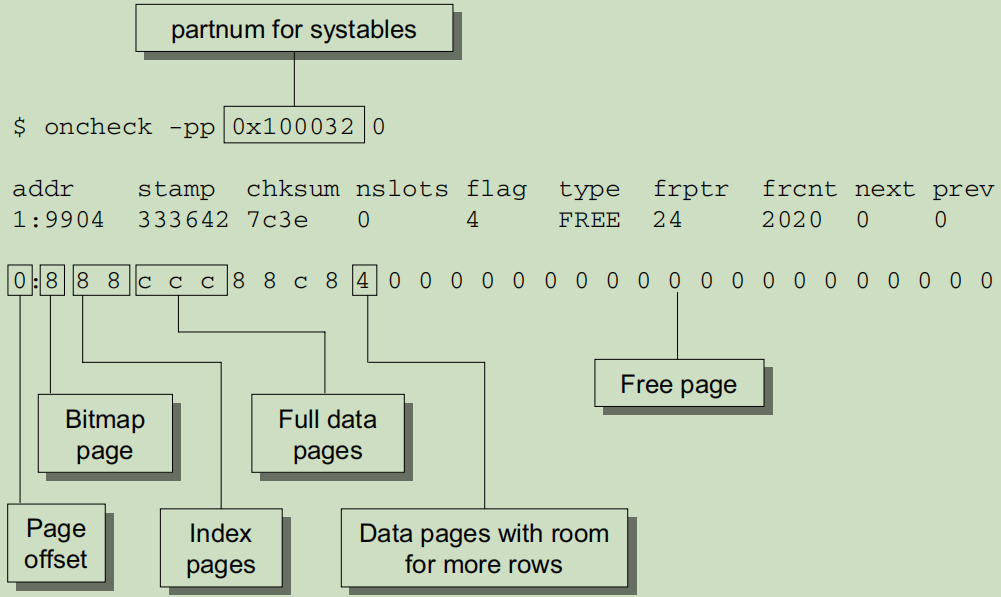 partnum for systables
$ oncheck -pp 0x100032 0
addr stamp chksum nslots flag type frptr frcnt next prev
1:9904 333642 7c3e 0 4 FREE 24 2020 0 0
0:8 8 8 c c c 8 8 c 8 4 0 0 0 0 0 0 0 0 0 0 0 0 0 0 0 0 0 0 0 0
Free page
Bitmap
page
Full data
pages
Page
offset
Index
pages
Data pages with room
for more rows